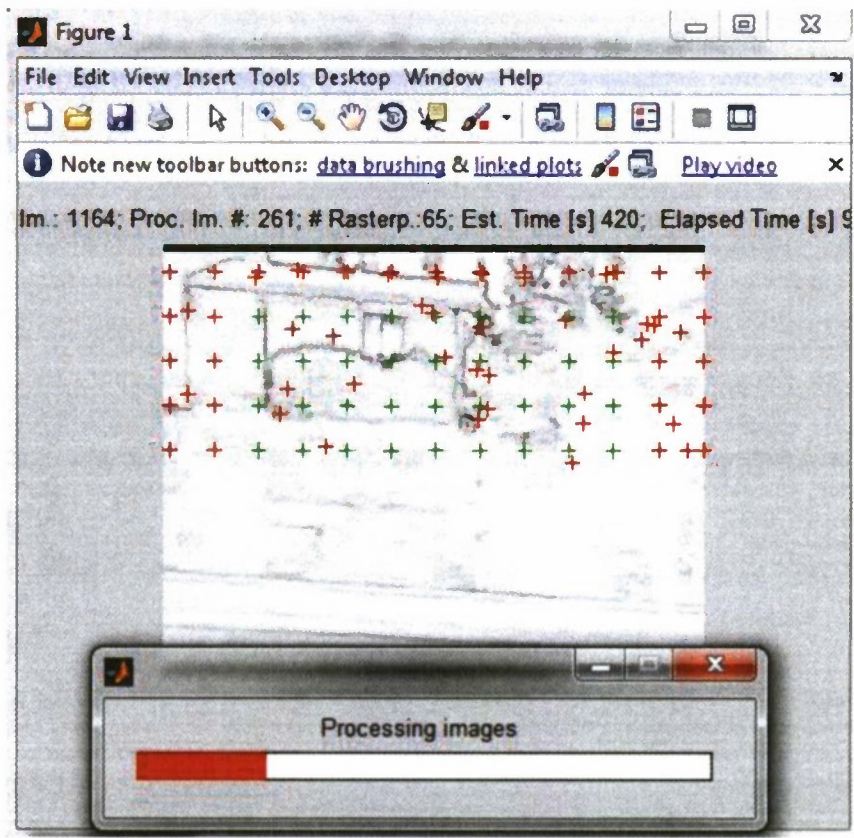 Figure 1
File Edit View Insert Tools Desktop Window Help
Note new toolbar buttons: data brushing & linked plots Play video
Im.: 1164; Proc. Im. #: 261; # Rasterp.:65; Est. Time [s] 420; Elapsed Time [s]
Processing images